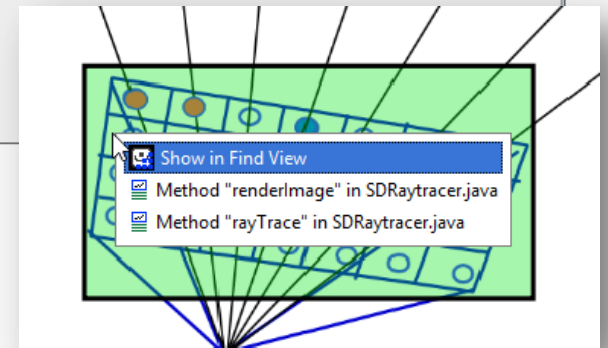 Show in Find View
Method "renderImage" in SDRaytracer.java
Method "rayTrace" in SDRaytracer.java